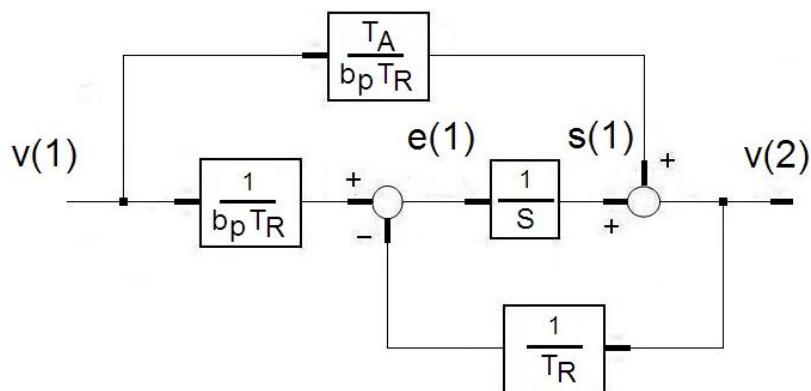 T_A
b_p T_R
+
e(1)
s(1)
v(1)
v(2)
1
b_p T_R
+
−
1
S
+
1
T_R